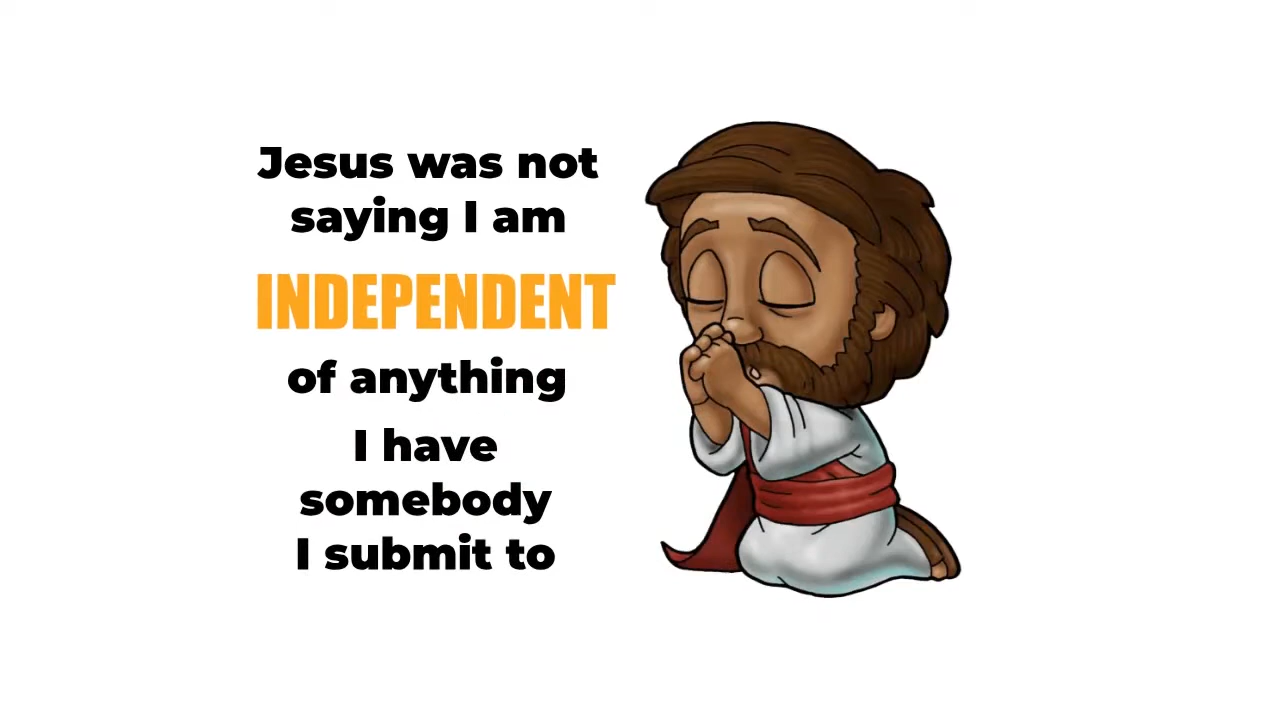 Jesus was not
saying I am
INDEPENDENT
of anything
I have
somebody
I submit to